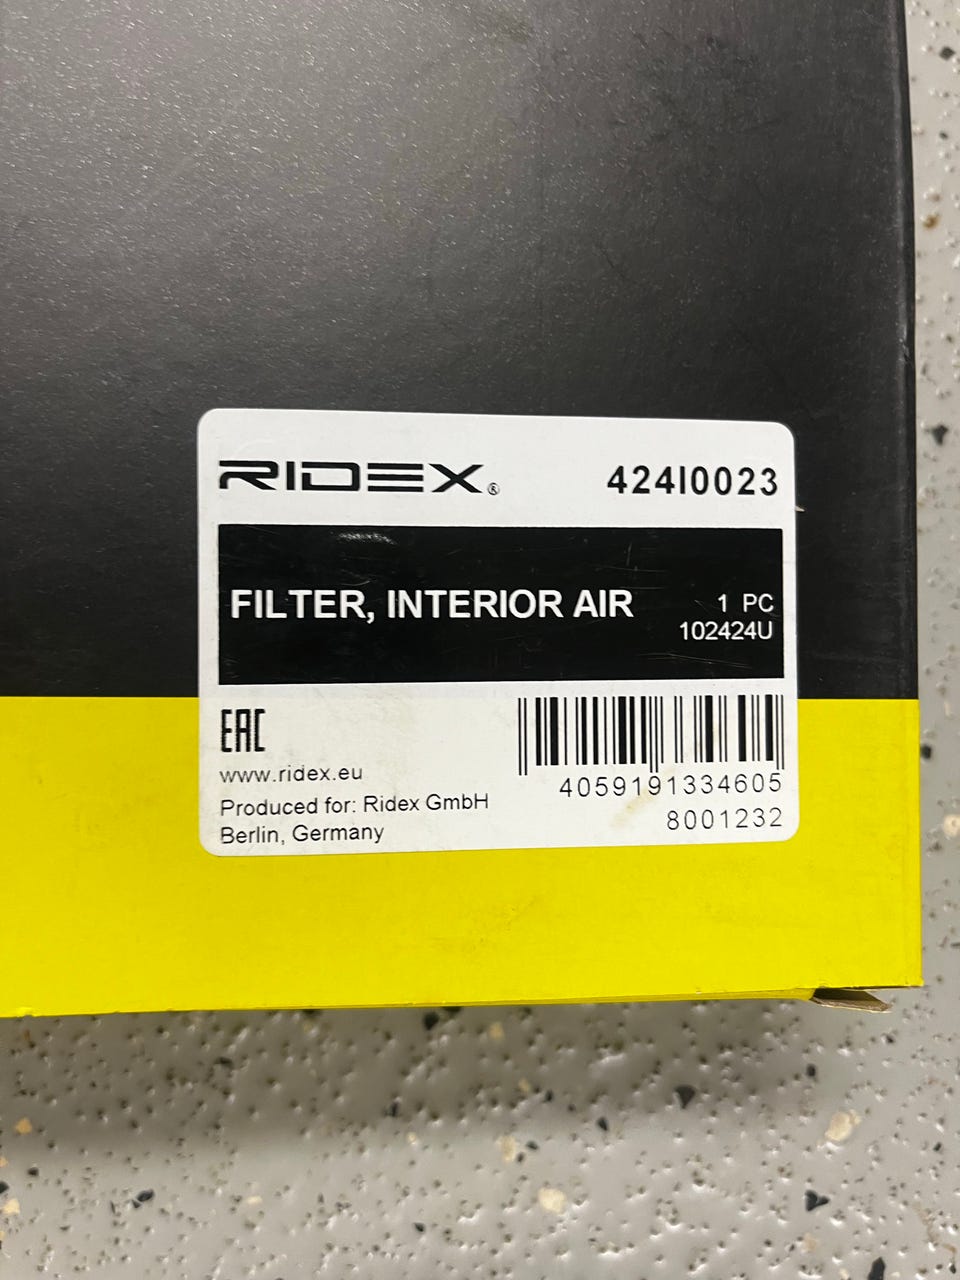 RIDEX®
424I0023
FILTER, INTERIOR AIR
1 PC
102424U
EAC
www.ridex.eu
Produced for: Ridex GmbH
Berlin, Germany
4059191334605
8001232